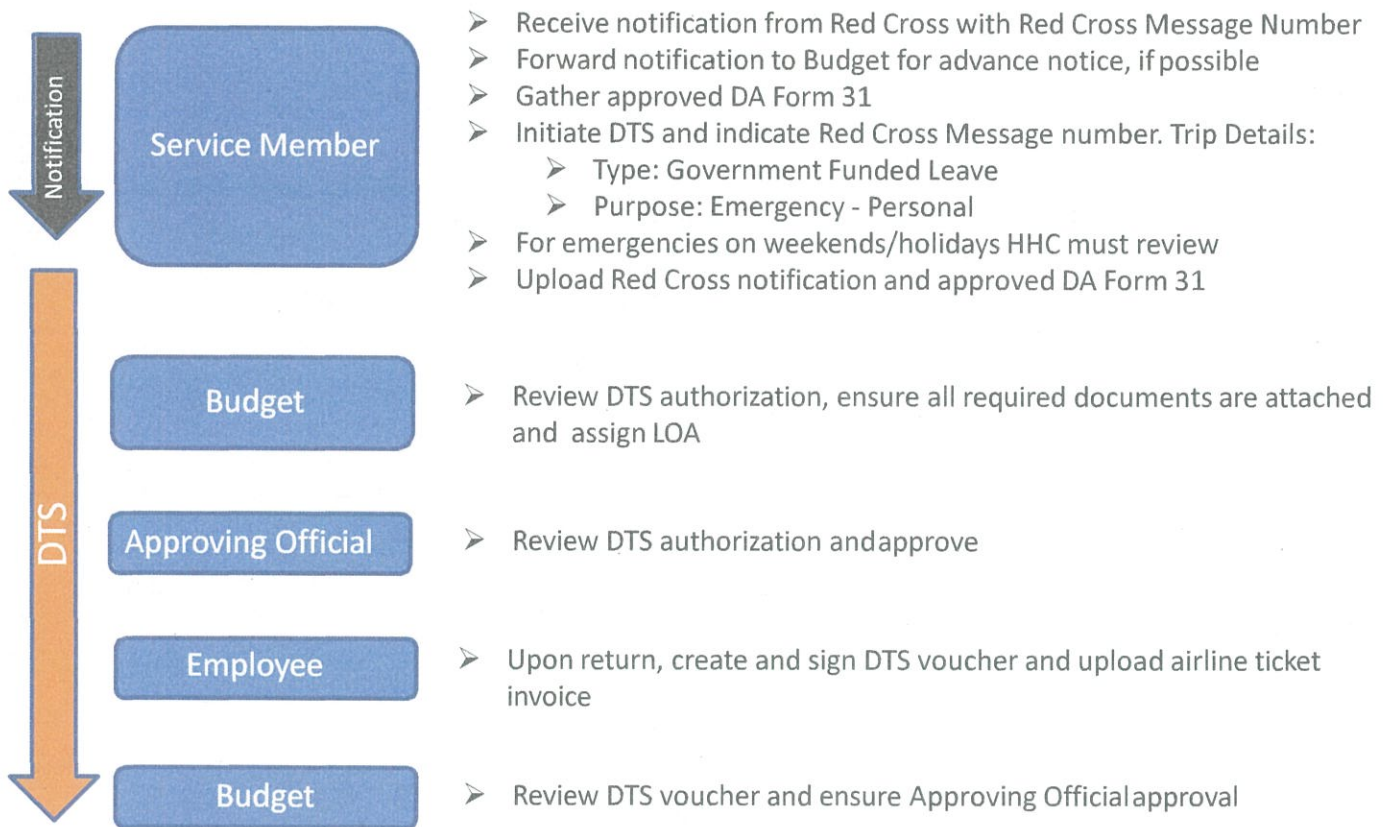 Notification
Service Member
➢ Receive notification from Red Cross with Red Cross Message Number
➢ Forward notification to Budget for advance notice, if possible
➢ Gather approved DA Form 31
➢ Initiate DTS and indicate Red Cross Message number. Trip Details:
➢ Type: Government Funded Leave
➢ Purpose: Emergency - Personal
➢ For emergencies on weekends/holidays HHC must review
➢ Upload Red Cross notification and approved DA Form 31
DTS
Budget
➢ Review DTS authorization, ensure all required documents are attached
and assign LOA
Approving Official
➢ Review DTS authorization andapprove
Employee
➢ Upon return, create and sign DTS voucher and upload airline ticket
invoice
Budget
➢ Review DTS voucher and ensure Approving Officialapproval